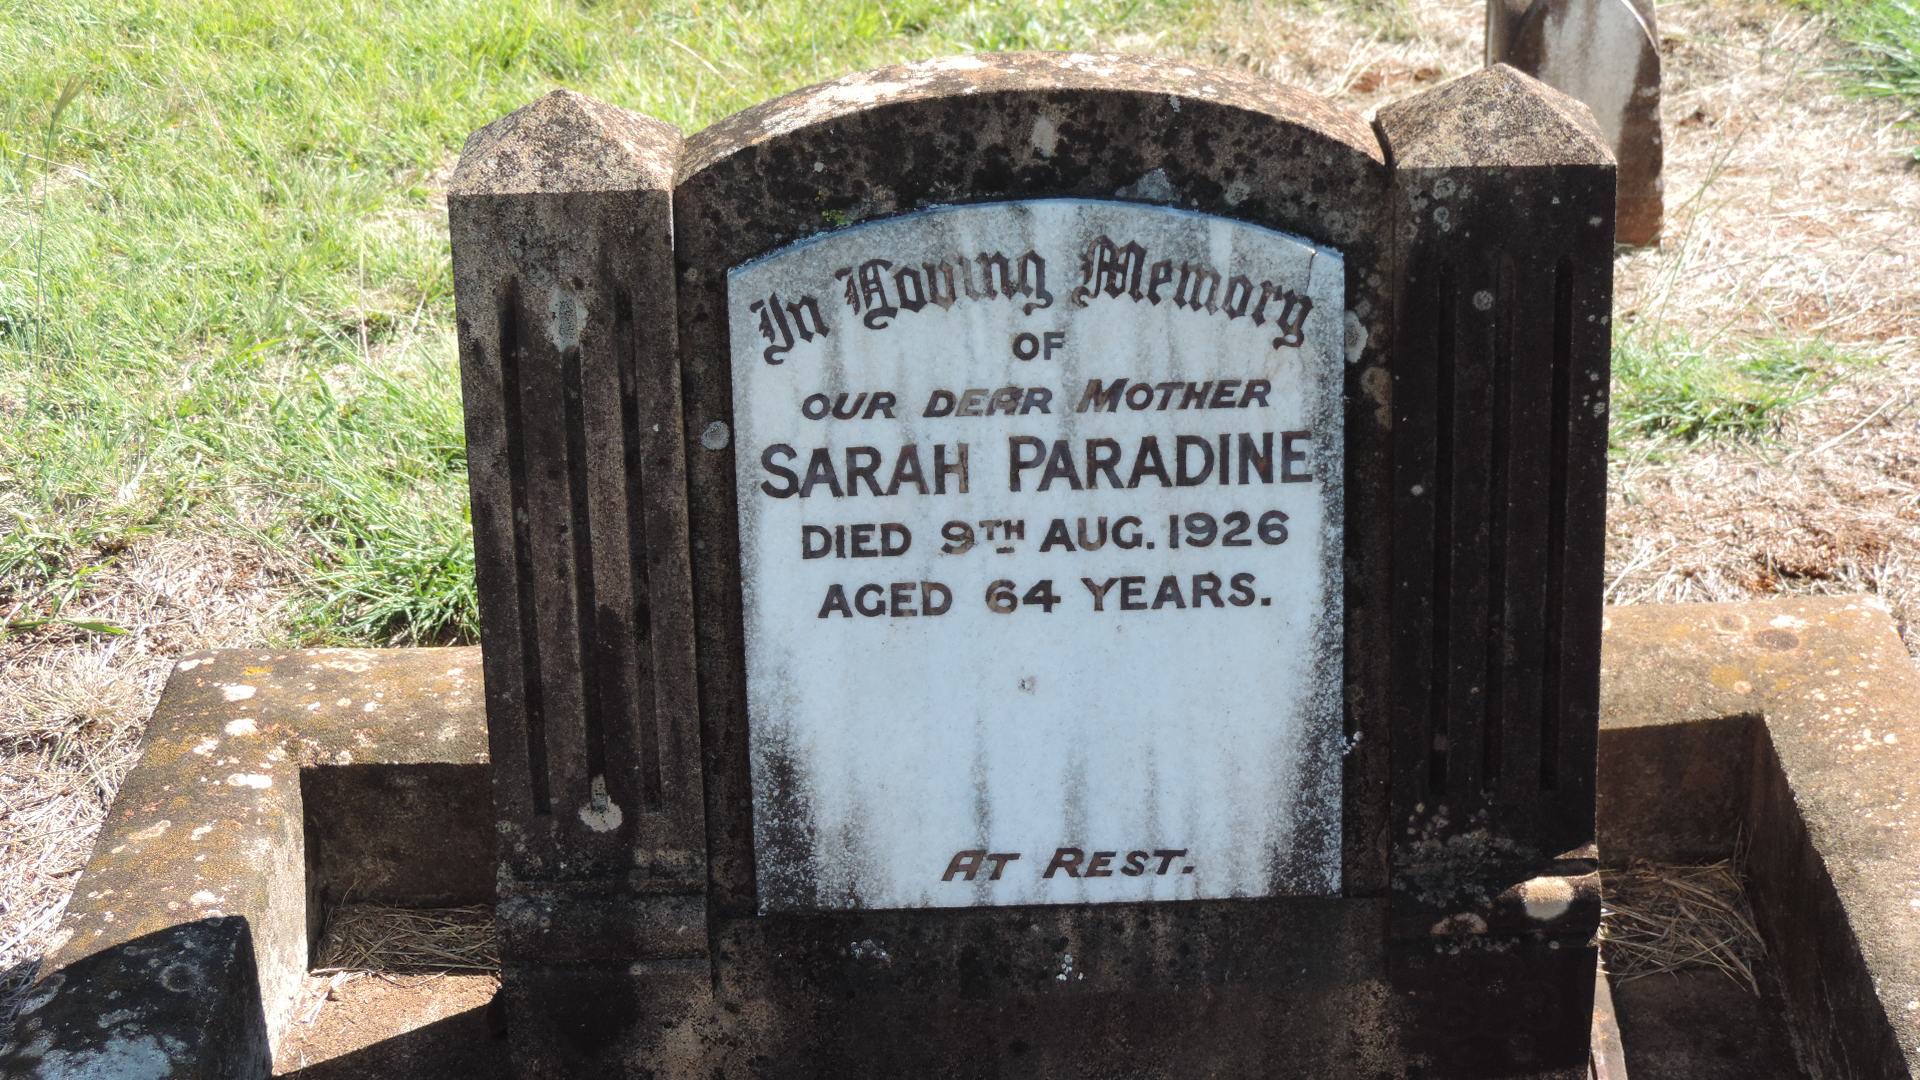 In Loving Memory
OF
OUR DEAR MOTHER
SARAH PARADINE
DIED 9TH AUG. 1926
AGED 64 YEARS.
AT REST.